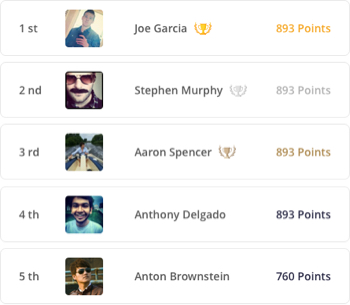 1 st Joe Garcia 893 Points
2 nd Stephen Murphy 893 Points
3 rd Aaron Spencer 893 Points
4 th Anthony Delgado 893 Points
5 th Anton Brownstein 760 Points